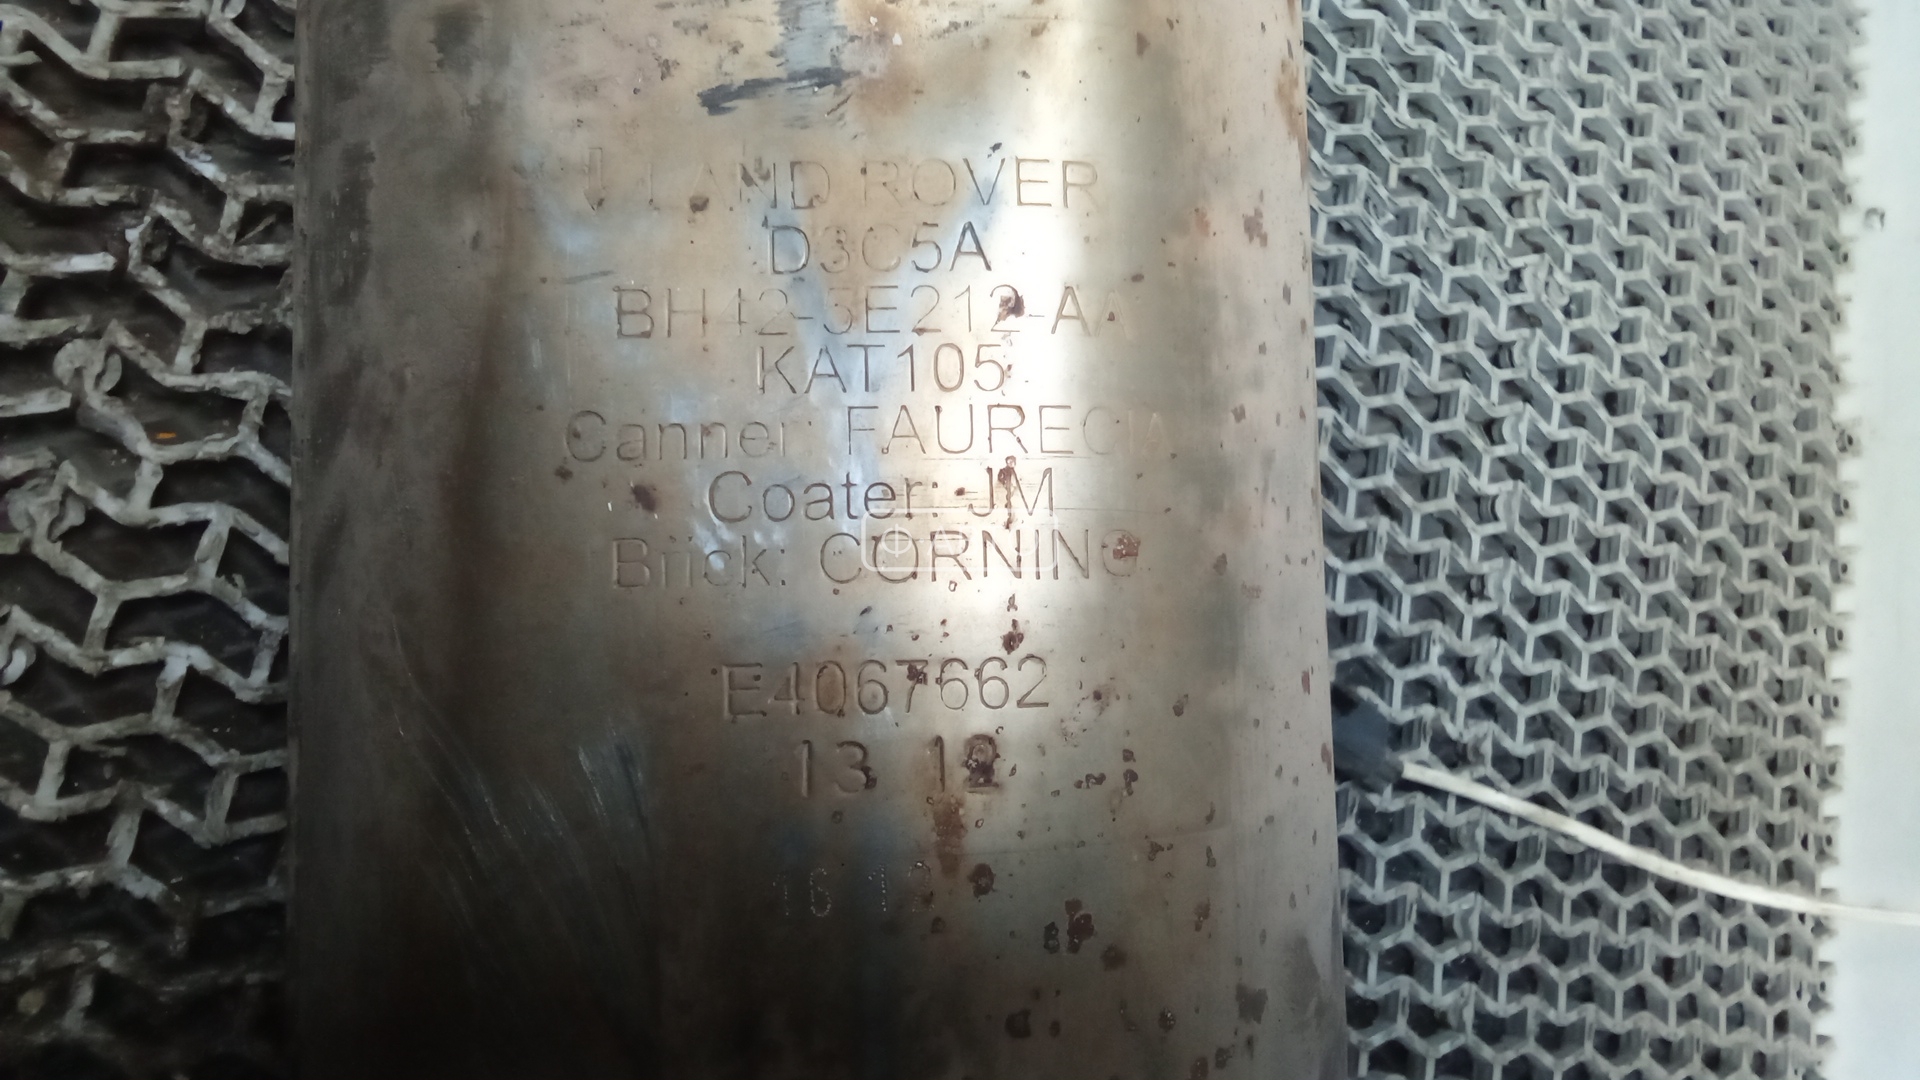 LAND ROVER
D3C5A
BH42-5E212-AA
KAT105
Canner: FAURECIA
Coater: JM
Brick: CORNING
E4067662
13 12
16 12